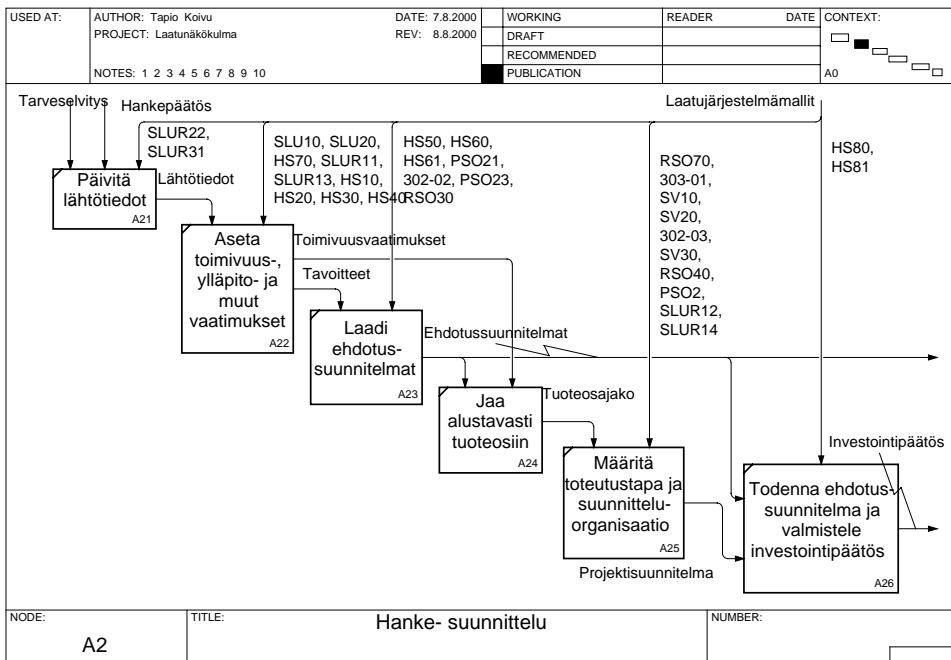 USED AT:
AUTHOR: Tapio Koivu
DATE: 7.8.2000
PROJECT: Laatunäkökulma
REV: 8.8.2000
NOTES: 1 2 3 4 5 6 7 8 9 10
WORKING
DRAFT
RECOMMENDED
PUBLICATION
READER DATE
CONTEXT:
A0
Tarveselvitys
Hankepäätös
Laatujärjestelmämallit
SLUR22,
SLUR31
SLU10, SLU20,
HS70, SLUR11,
SLUR13, HS10,
HS20, HS30, HS40
HS50, HS60,
HS61, PSO21,
302-02, PSO23,
RSO30
RSO70,
303-01,
SV10,
SV20,
302-03,
SV30,
RSO40,
PSO2,
SLUR12,
SLUR14
HS80,
HS81
Päivitä
lähtötiedot
A21
Lähtötiedot
Aseta
toimivuus-,
ylläpito- ja
muut
vaatimukset
A22
Toimivuusvaatimukset
Tavoitteet
Laadi
ehdotus-
suunnitelmat
A23
Ehdotussuunnitelmat
Jaa
alustavasti
tuoteosiin
A24
Tuoteosajako
Määritä
toteutustapa ja
suunnittelu-
organisaatio
A25
Projektisuunnitelma
Todenna ehdotus-
suunnitelma ja
valmistele
investointipäätös
A26
Investointipäätös
NODE:
A2
TITLE:
Hanke- suunnittelu
NUMBER: